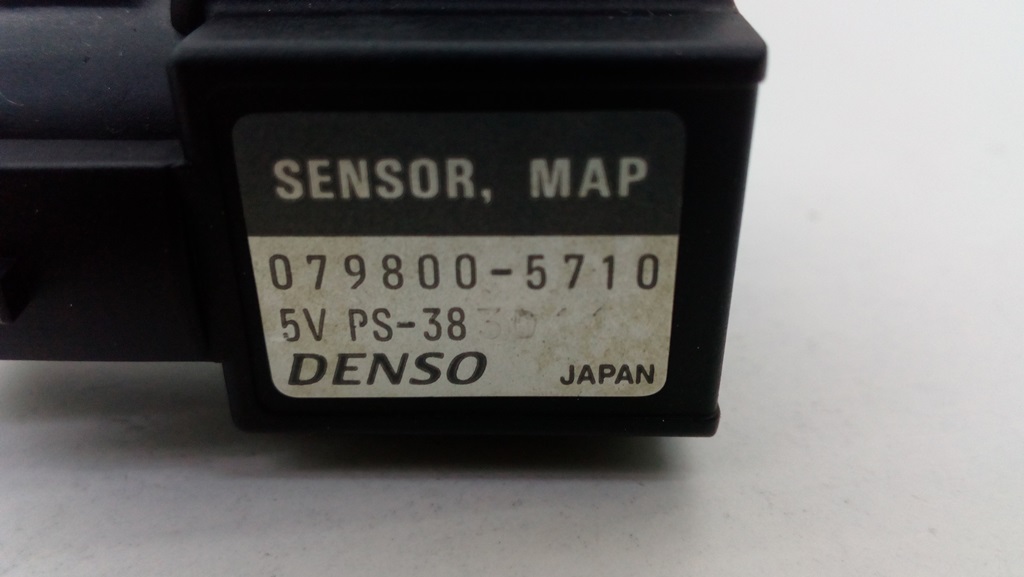 SENSOR, MAP
079800-5710
5V PS-38
DENSO
JAPAN